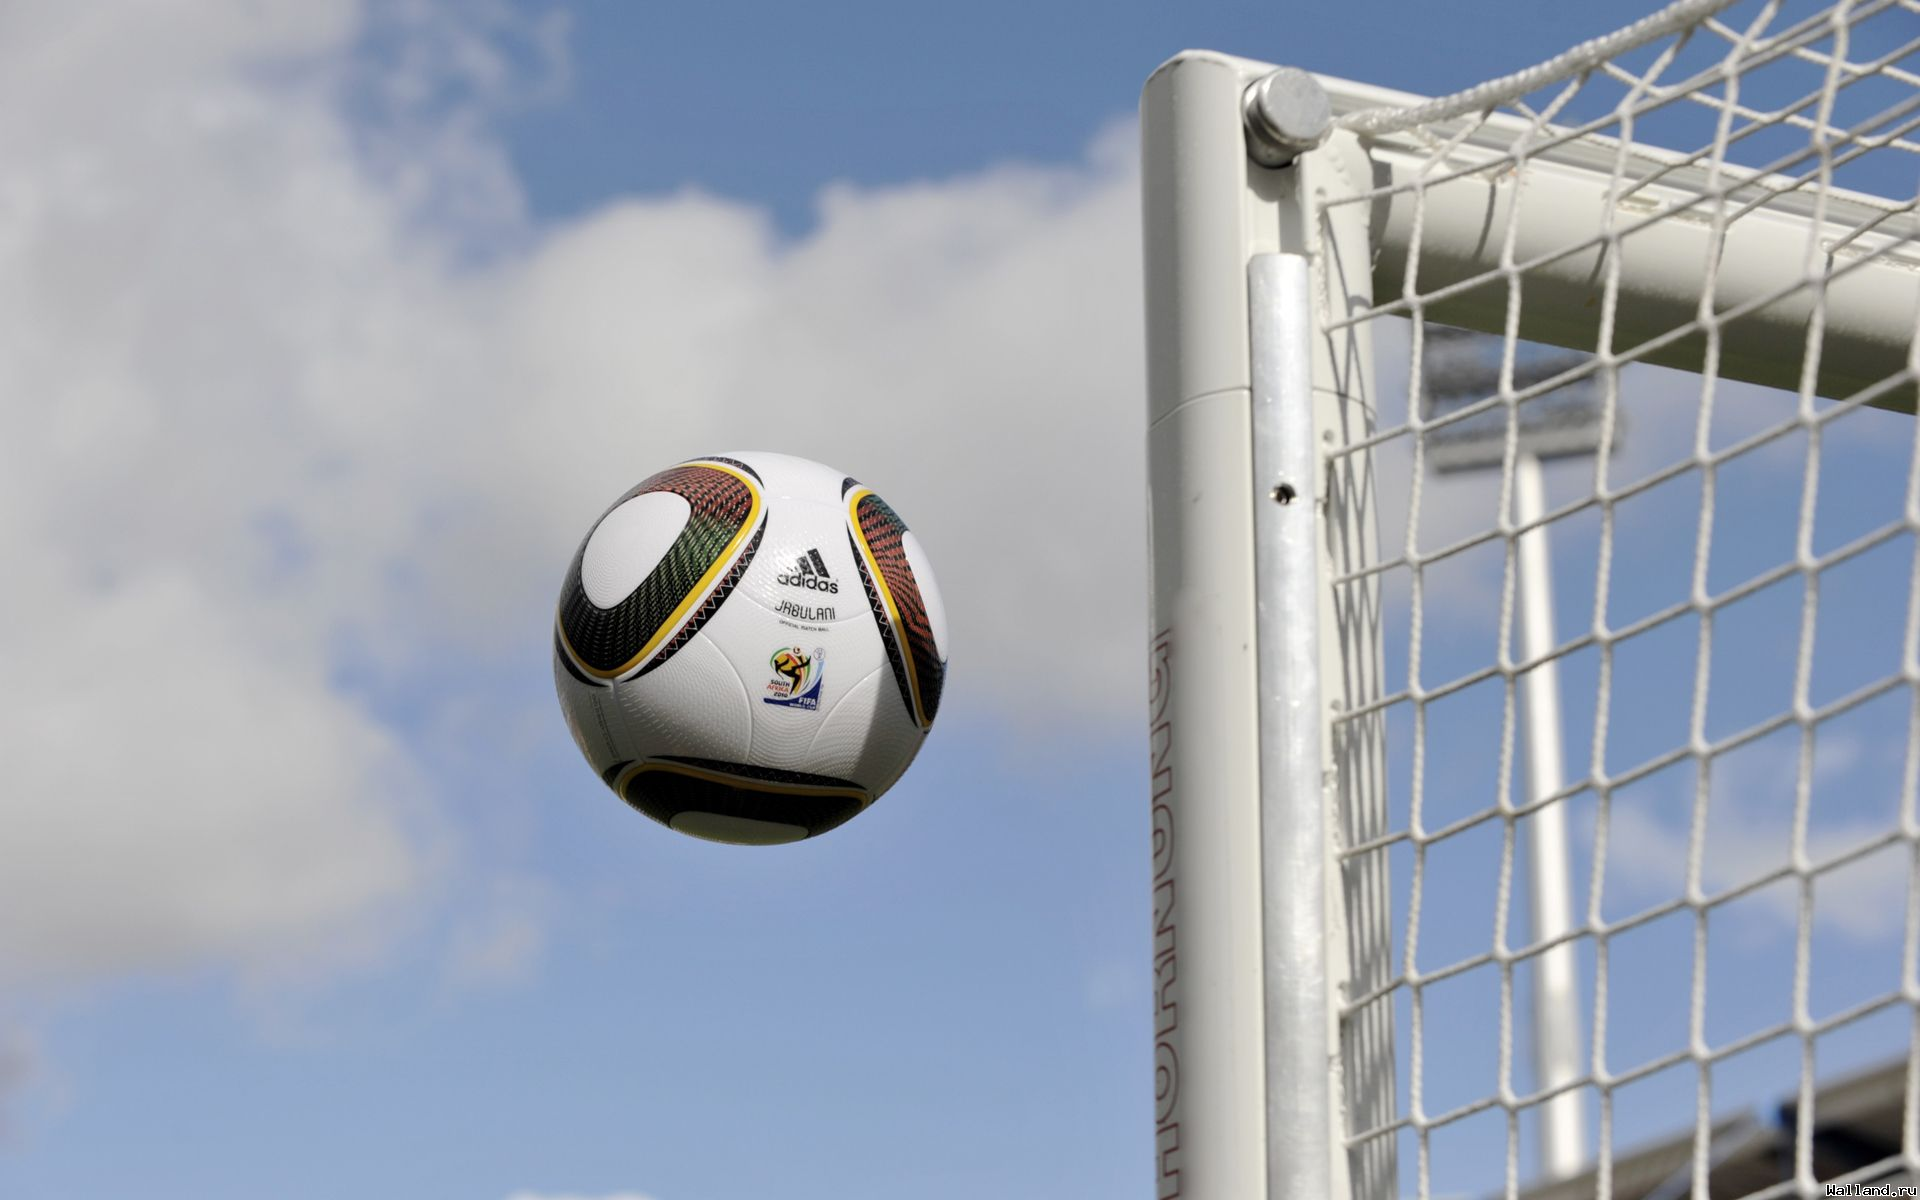 adidas
JABULANI
OFFICIAL MATCH BALL
SOUTH
AFRICA
2010
FIFA
WORLD CUP
Walland.ru